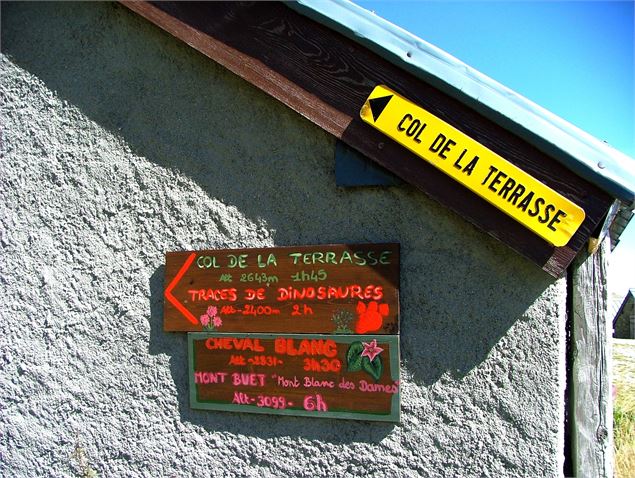 COL DE LA TERRASSE
COL DE LA TERRASSE
Alt 2643m 1h45
TRACES DE DINOSAURES
Alt-2400m 2h
CHEVAL BLANC
Alt-2831- 3h30
MONT BUET "Mont Blanc des Dames"
Alt-3099- 6h